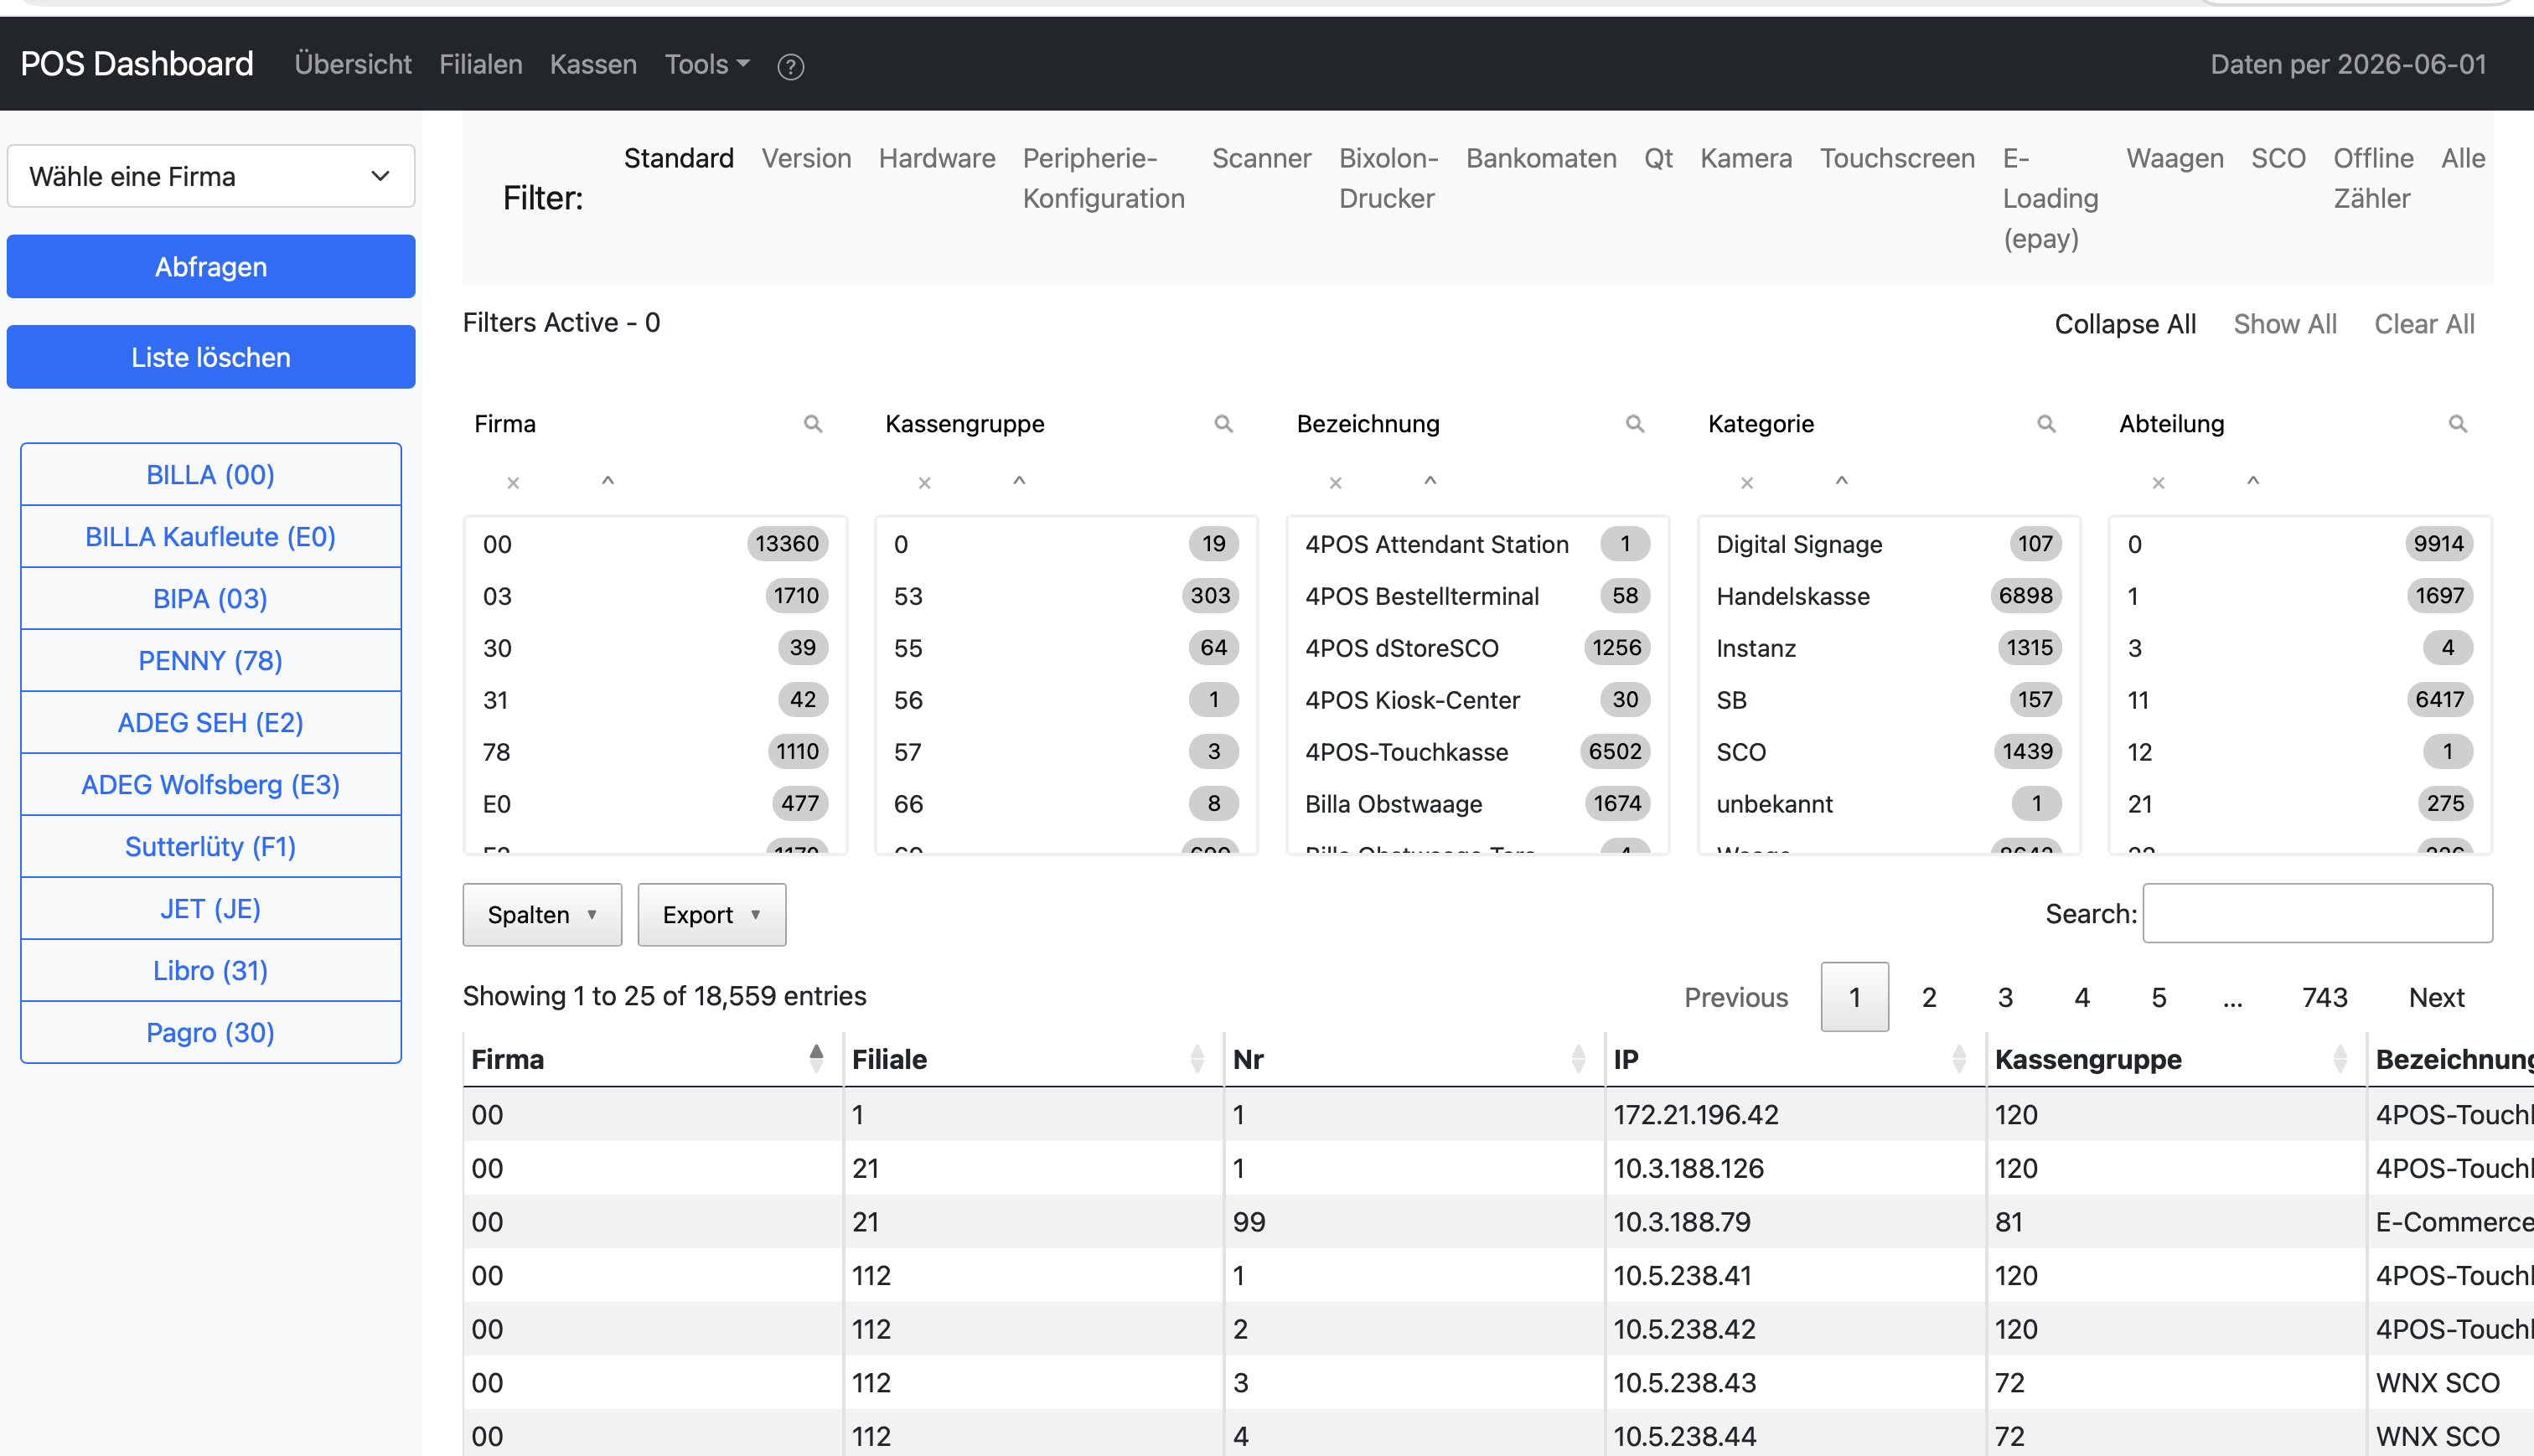 POS Dashboard Übersicht Filialen Kassen Tools ? Daten per 2026-06-01
Wähle eine Firma
Abfragen
Liste löschen
BILLA (00)
BILLA Kaufleute (E0)
BIPA (03)
PENNY (78)
ADEG SEH (E2)
ADEG Wolfsberg (E3)
Sutterlüty (F1)
JET (JE)
Libro (31)
Pagro (30)
Filter:
Standard Version Hardware Peripherie-Konfiguration Scanner Bixolon-Drucker Bankomaten Qt Kamera Touchscreen E-Loading (epay) Waagen SCO Offline Zähler Alle
Filters Active - 0 Collapse All Show All Clear All
Firma
00 13360
03 1710
30 39
31 42
78 1110
E0 477
Kassengruppe
0 19
53 303
55 64
56 1
57 3
66 8
Bezeichnung
4POS Attendant Station 1
4POS Bestellterminal 58
4POS dStoreSCO 1256
4POS Kiosk-Center 30
4POS-Touchkasse 6502
Billa Obstwaage 1674
Kategorie
Digital Signage 107
Handelskasse 6898
Instanz 1315
SB 157
SCO 1439
unbekannt 1
Abteilung
0 9914
1 1697
3 4
11 6417
12 1
21 275
Spalten Export Search:
Showing 1 to 25 of 18,559 entries Previous 1 2 3 4 5 ... 743 Next
Firma Filiale Nr IP Kassengruppe Bezeichnung
00 1 1 172.21.196.42 120 4POS-Touch
00 21 1 10.3.188.126 120 4POS-Touch
00 21 99 10.3.188.79 81 E-Commerce
00 112 1 10.5.238.41 120 4POS-Touch
00 112 2 10.5.238.42 120 4POS-Touch
00 112 3 10.5.238.43 72 WNX SCO
00 112 4 10.5.238.44 72 WNX SCO